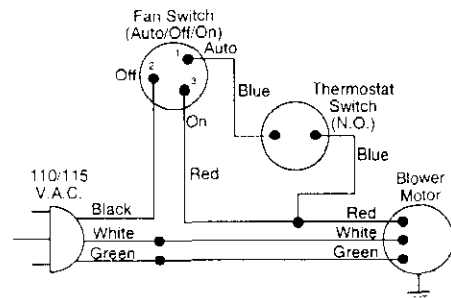 Fan Switch
(Auto/Off/On)
1 Auto
Off 2
3
On
Blue
Thermostat
Switch
(N.O.)
Blue
Red
110/115
V.A.C.
Blower
Motor
Black
Red
White
White
Green
Green